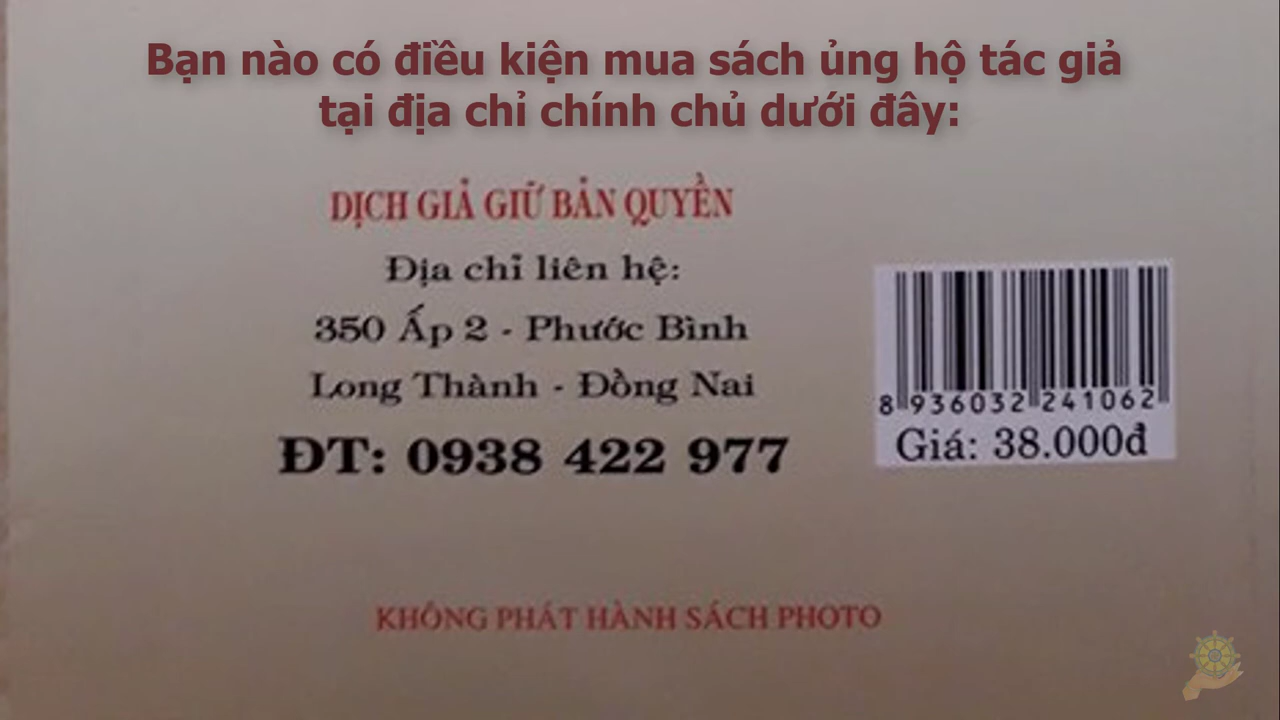 Bạn nào có điều kiện mua sách ủng hộ tác giả
tại địa chỉ chính chủ dưới đây:
DỊCH GIẢ GIỮ BẢN QUYỀN
Địa chỉ liên hệ:
350 Ấp 2 - Phước Bình
Long Thành - Đồng Nai
ĐT: 0938 422 977
8 936032 241062
Giá: 38.000đ
KHÔNG PHÁT HÀNH SÁCH PHOTO